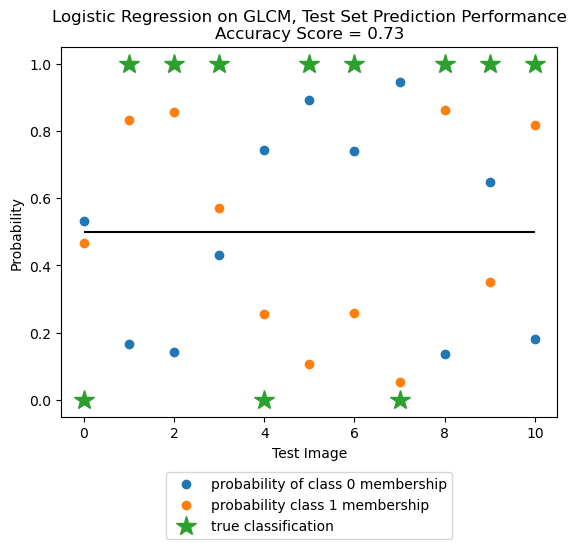 Logistic Regression on GLCM, Test Set Prediction Performance
Accuracy Score = 0.73
1.0
0.8
0.6
0.4
0.2
0.0
Probability
0 2 4 6 8 10
Test Image
probability of class 0 membership
probability class 1 membership
true classification